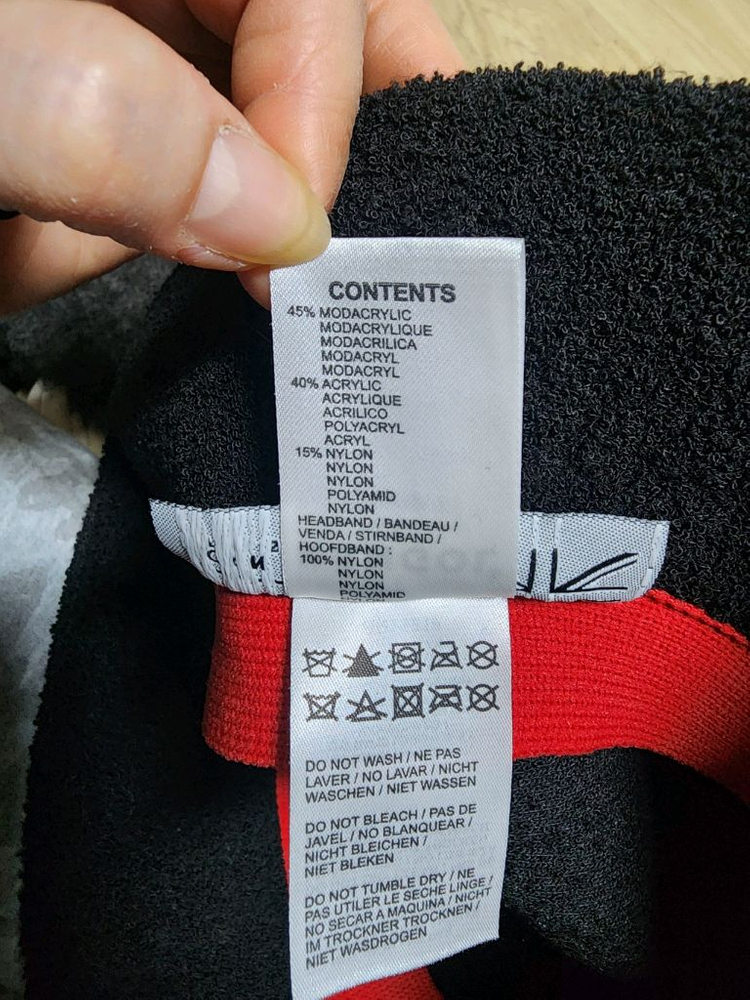 CONTENTS
45% MODACRYLIC
MODACRYLIQUE
MODACRILICA
MODACRYL
MODACRYL
40% ACRYLIC
ACRYLIQUE
ACRILICO
POLYACRYL
ACRYL
15% NYLON
NYLON
NYLON
POLYAMID
NYLON
HEADBAND / BANDEAU /
VENDA / STIRNBAND /
HOOFDBAND :
100% NYLON
NYLON
NYLON
POLYAMID
NYLON
DO NOT WASH / NE PAS
LAVER / NO LAVAR / NICHT
WASCHEN / NIET WASSEN
DO NOT BLEACH / PAS DE
JAVEL / NO BLANQUEAR /
NICHT BLEICHEN /
NIET BLEKEN
DO NOT TUMBLE DRY / NE
PAS UTILER LE SECHE LINGE /
NO SECAR A MAQUINA / NICHT
IM TROCKNER TROCKNEN /
NIET WASDROGEN